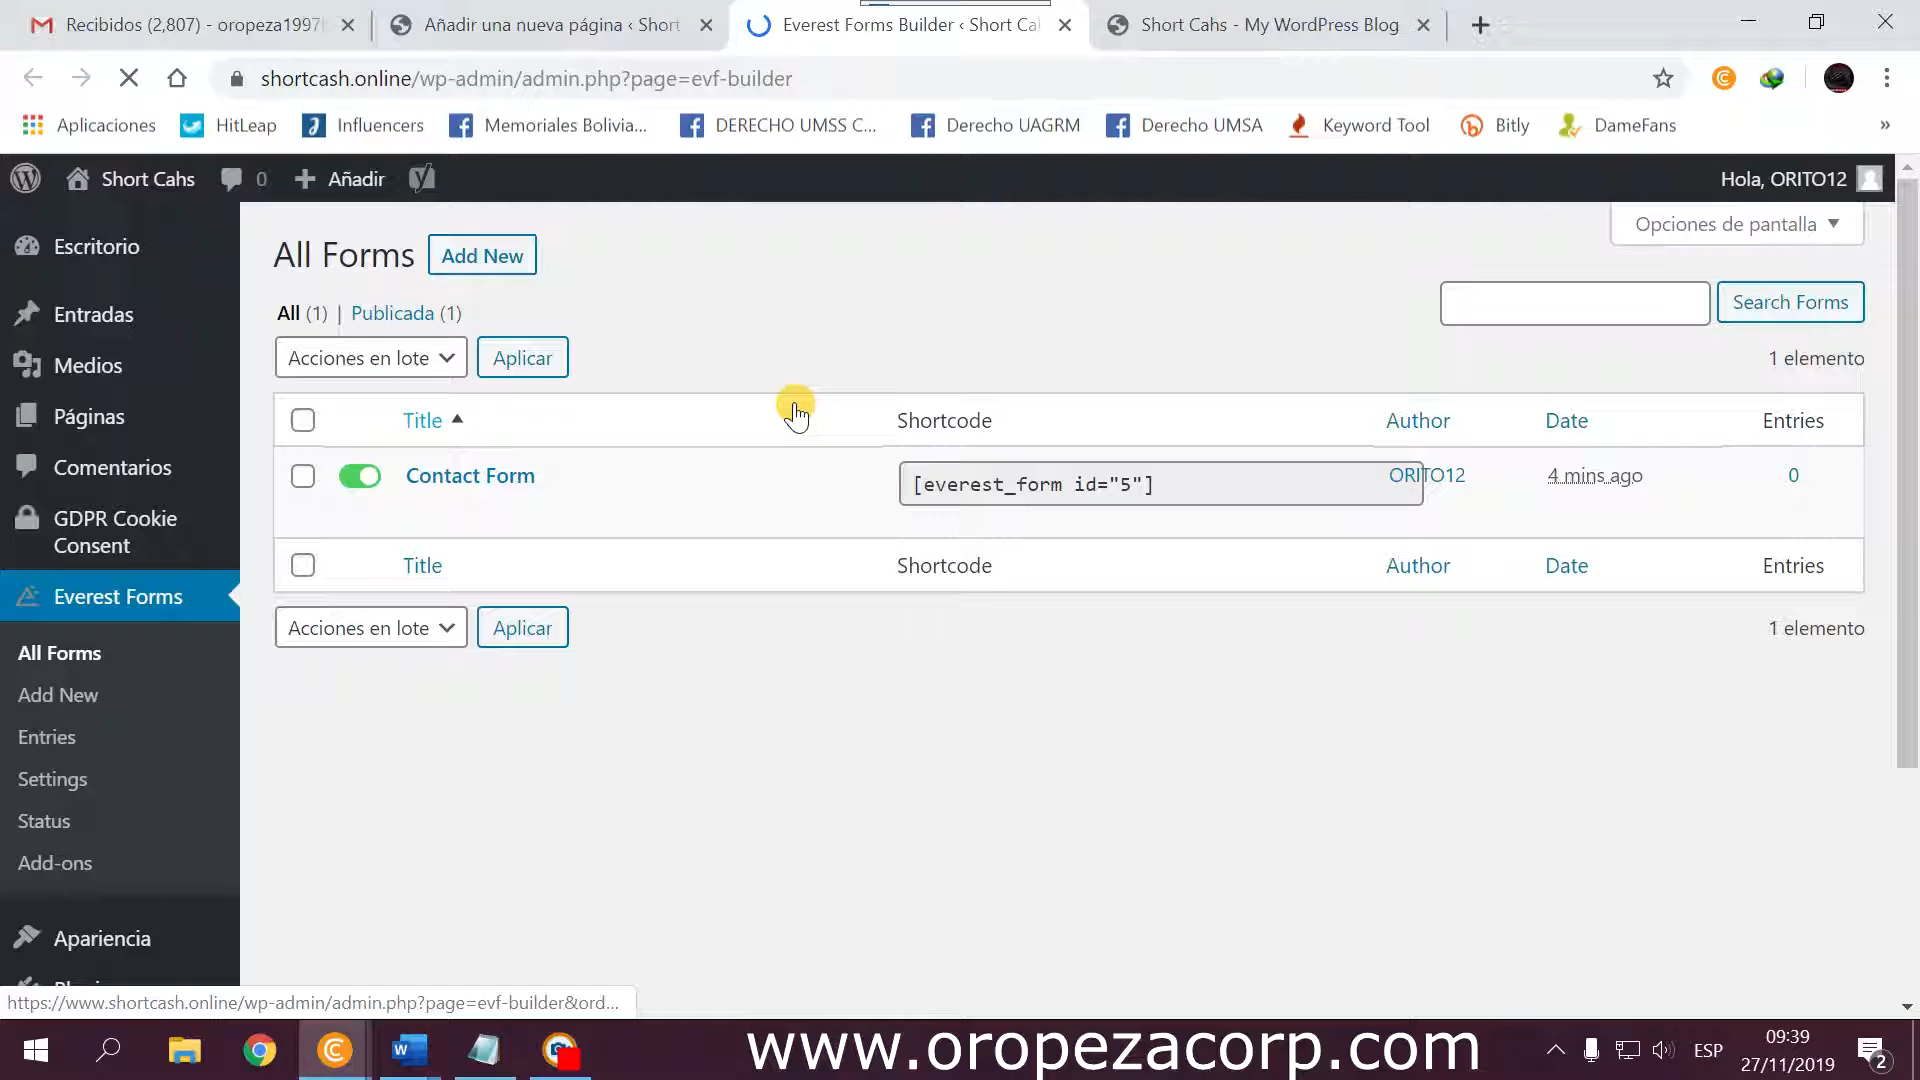 Recibidos (2,807) - oropeza1997
Añadir una nueva página ‹ Short
Everest Forms Builder ‹ Short Ca
Short Cahs - My WordPress Blog
shortcash.online/wp-admin/admin.php?page=evf-builder
Aplicaciones
HitLeap
Influencers
Memoriales Bolivia...
DERECHO UMSS C...
Derecho UAGRM
Derecho UMSA
Keyword Tool
Bitly
DameFans
»
Short Cahs
0
Añadir
Hola, ORITO12
Escritorio
Entradas
Medios
Páginas
Comentarios
GDPR Cookie
Consent
Everest Forms
All Forms
Add New
Entries
Settings
Status
Add-ons
Apariencia
Opciones de pantalla
All Forms
Add New
All (1) | Publicada (1)
Search Forms
Acciones en lote
Aplicar
1 elemento
Title
Shortcode
Author
Date
Entries
Contact Form
[everest_form id="5"]
ORITO12
4 mins ago
0
Title
Shortcode
Author
Date
Entries
Acciones en lote
Aplicar
1 elemento
https://www.shortcash.online/wp-admin/admin.php?page=evf-builder&ord...
www.oropezacorp.com
ESP
09:39
27/11/2019
2